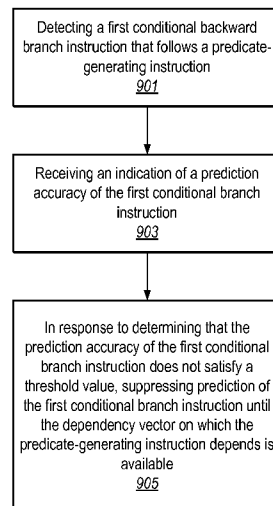 Detecting a first conditional backward
branch instruction that follows a predicate-
generating instruction
901
Receiving an indication of a prediction
accuracy of the first conditional branch
instruction
903
In response to determining that the
prediction accuracy of the first conditional
branch instruction does not satisfy a
threshold value, suppressing prediction of
the first conditional branch instruction until
the dependency vector on which the
predicate-generating instruction depends is
available
905